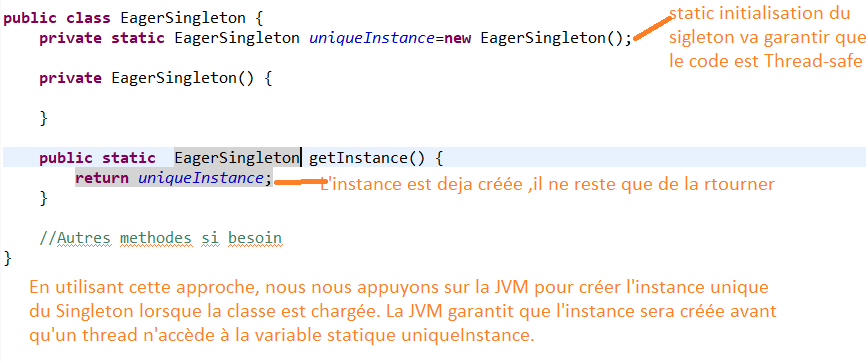 public class EagerSingleton {
private static EagerSingleton uniqueInstance=new EagerSingleton();
static initialisation du
sigleton va garantir que
le code est Thread-safe
private EagerSingleton() {
}
public static  EagerSingleton getInstance() {
return uniqueInstance;
L'instance est deja créée ,il ne reste que de la rtourner
}
//Autres methodes si besoin
}
En utilisant cette approche, nous nous appuyons sur la JVM pour créer l'instance unique
du Singleton lorsque la classe est chargée. La JVM garantit que l'instance sera créée avant
qu'un thread n'accède à la variable statique uniqueInstance.